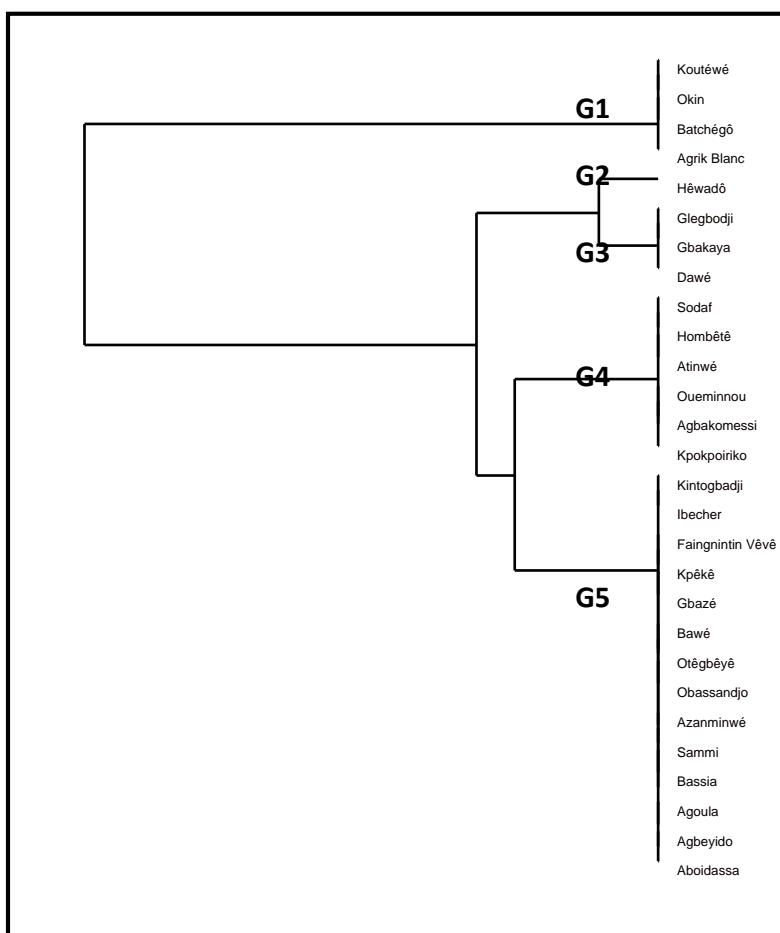 Koutéwé
Okin
G1
Batchégô
Agrik Blanc
G2
Hêwadô
Glegbodji
Gbakaya
G3
Dawé
Sodaf
Hombêtê
Atinwé
G4
Oueminnou
Agbakomessi
Kpokpoiriko
Kintogbadji
Ibecher
Faingnintin Vêvê
Kpêkê
G5
Gbazé
Bawé
Otêgbêyê
Obassandjo
Azanminwé
Sammi
Bassia
Agoula
Agbeyido
Aboidassa